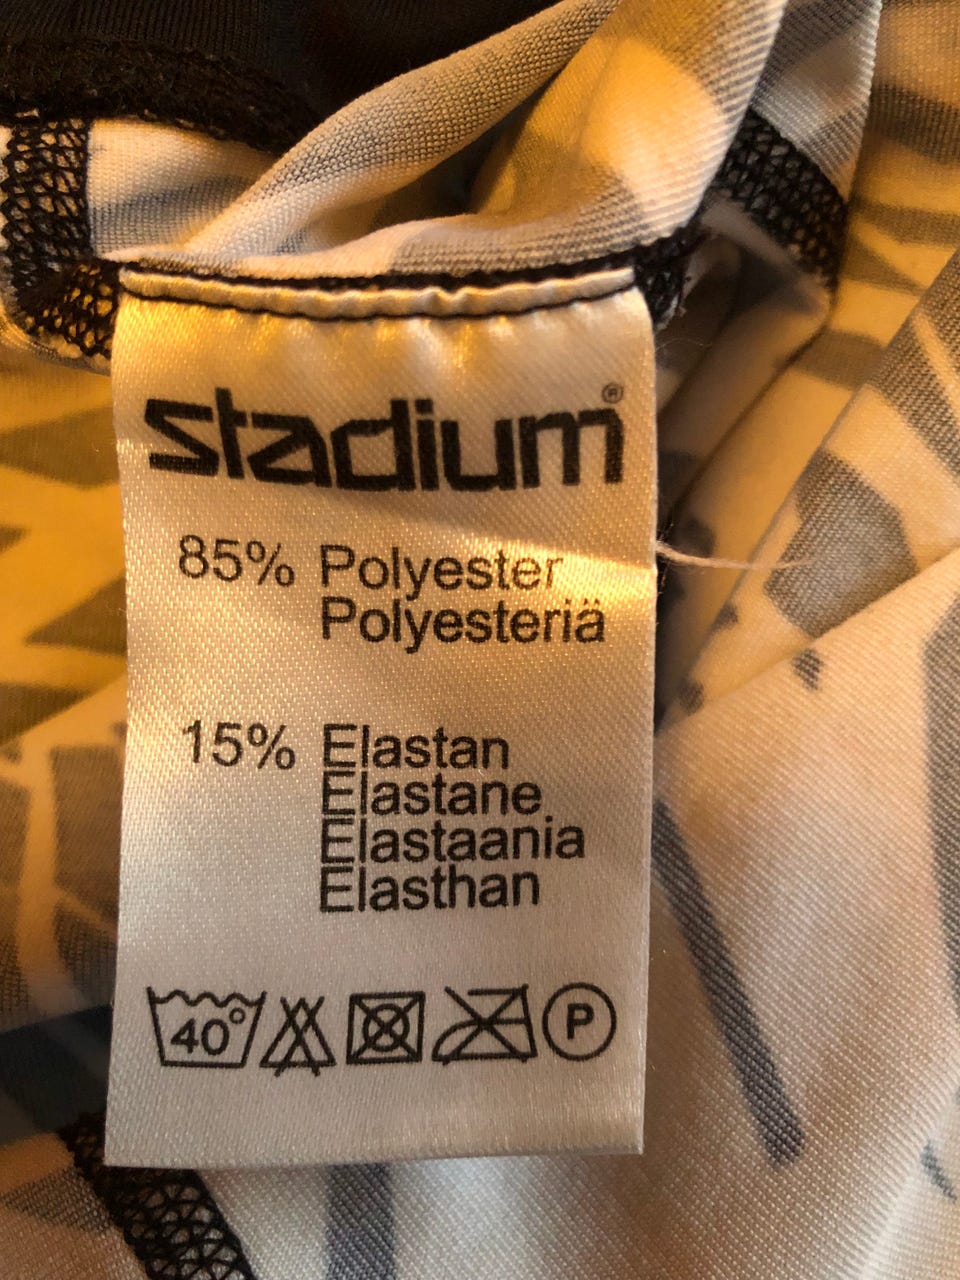 stadium®
85% Polyester
Polyesteriä
15% Elastan
Elastane
Elastaania
Elasthan
40° P